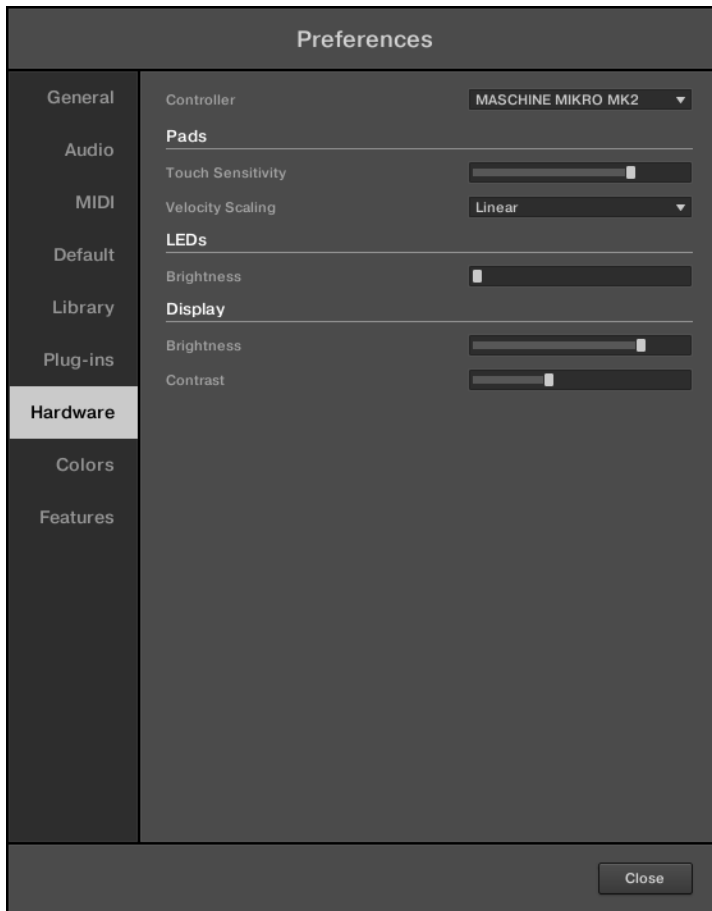 Preferences
General
Audio
MIDI
Default
Library
Plug-ins
Hardware
Colors
Features
Controller MASCHINE MIKRO MK2
Pads
Touch Sensitivity
Velocity Scaling Linear
LEDs
Brightness
Display
Brightness
Contrast
Close